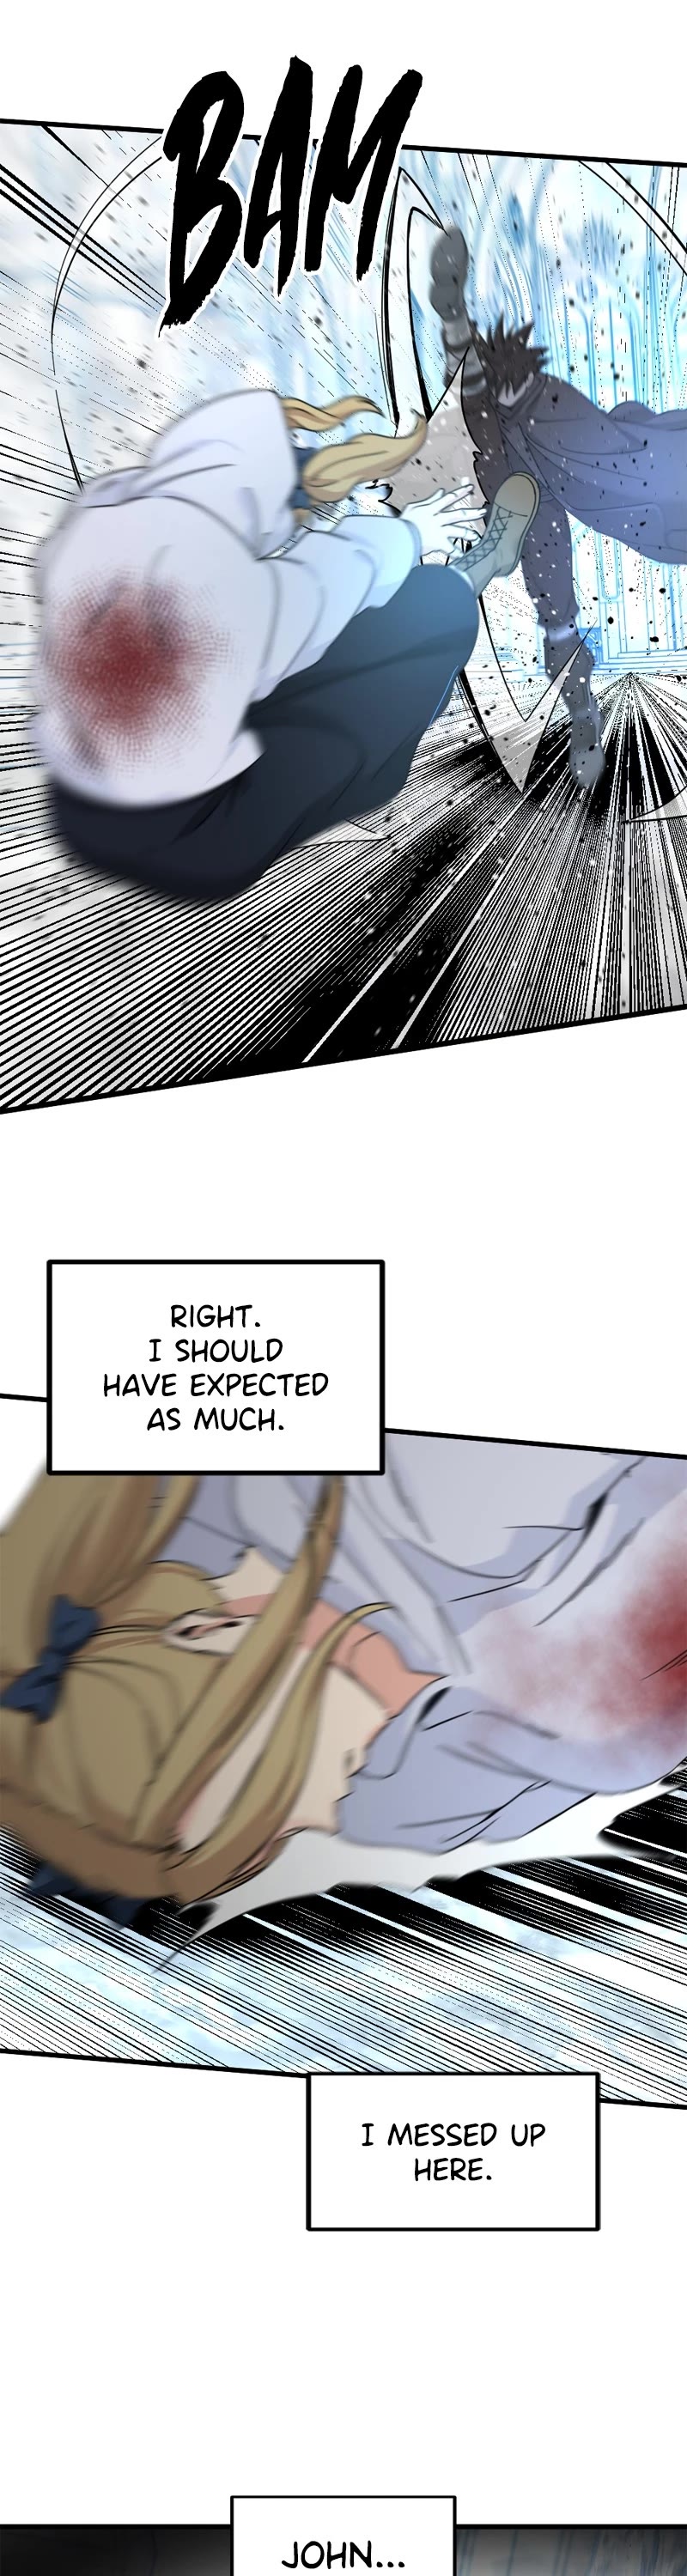 BAM
RIGHT.
I SHOULD
HAVE EXPECTED
AS MUCH.
I MESSED UP
HERE.
JOHN...